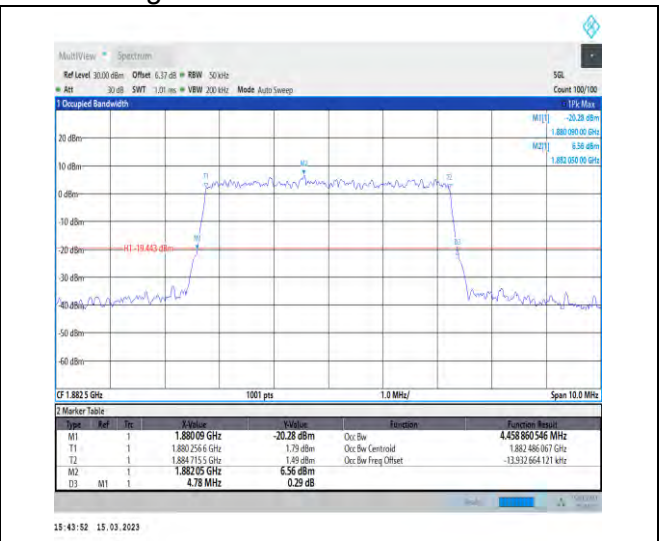 MultiView Spectrum
Ref Level 30.00 dBm Offset 6.37 dB RBW 50 kHz SGL
Att 30 dB SWT 1.01 ms VBW 200 kHz Mode Auto Sweep Count 100/100
1 Occupied Bandwidth 1Pk Max
M1[1] -20.28 dBm
1.880 090 00 GHz
20 dBm M2[1] 6.56 dBm
1.882 050 00 GHz
10 dBm
M2
T1 T2
0 dBm
-10 dBm
M1 D3
-20 dBm H1 -19.443 dBm
-30 dBm
-40 dBm
-50 dBm
-60 dBm
CF 1.882 5 GHz 1001 pts 1.0 MHz/ Span 10.0 MHz
2 Marker Table
Type Ref Trc X-Value Y-Value Function Function Result
M1 1 1.880 09 GHz -20.28 dBm Occ Bw 4.458 860 546 MHz
T1 1 1.880 256 6 GHz 1.79 dBm Occ Bw Centroid 1.882 486 067 GHz
T2 1 1.884 715 5 GHz 1.49 dBm Occ Bw Freq Offset -13.932 664 121 kHz
M2 1 1.882 05 GHz 6.56 dBm
D3 M1 1 4.78 MHz 0.29 dB
15:43:52 15.03.2023